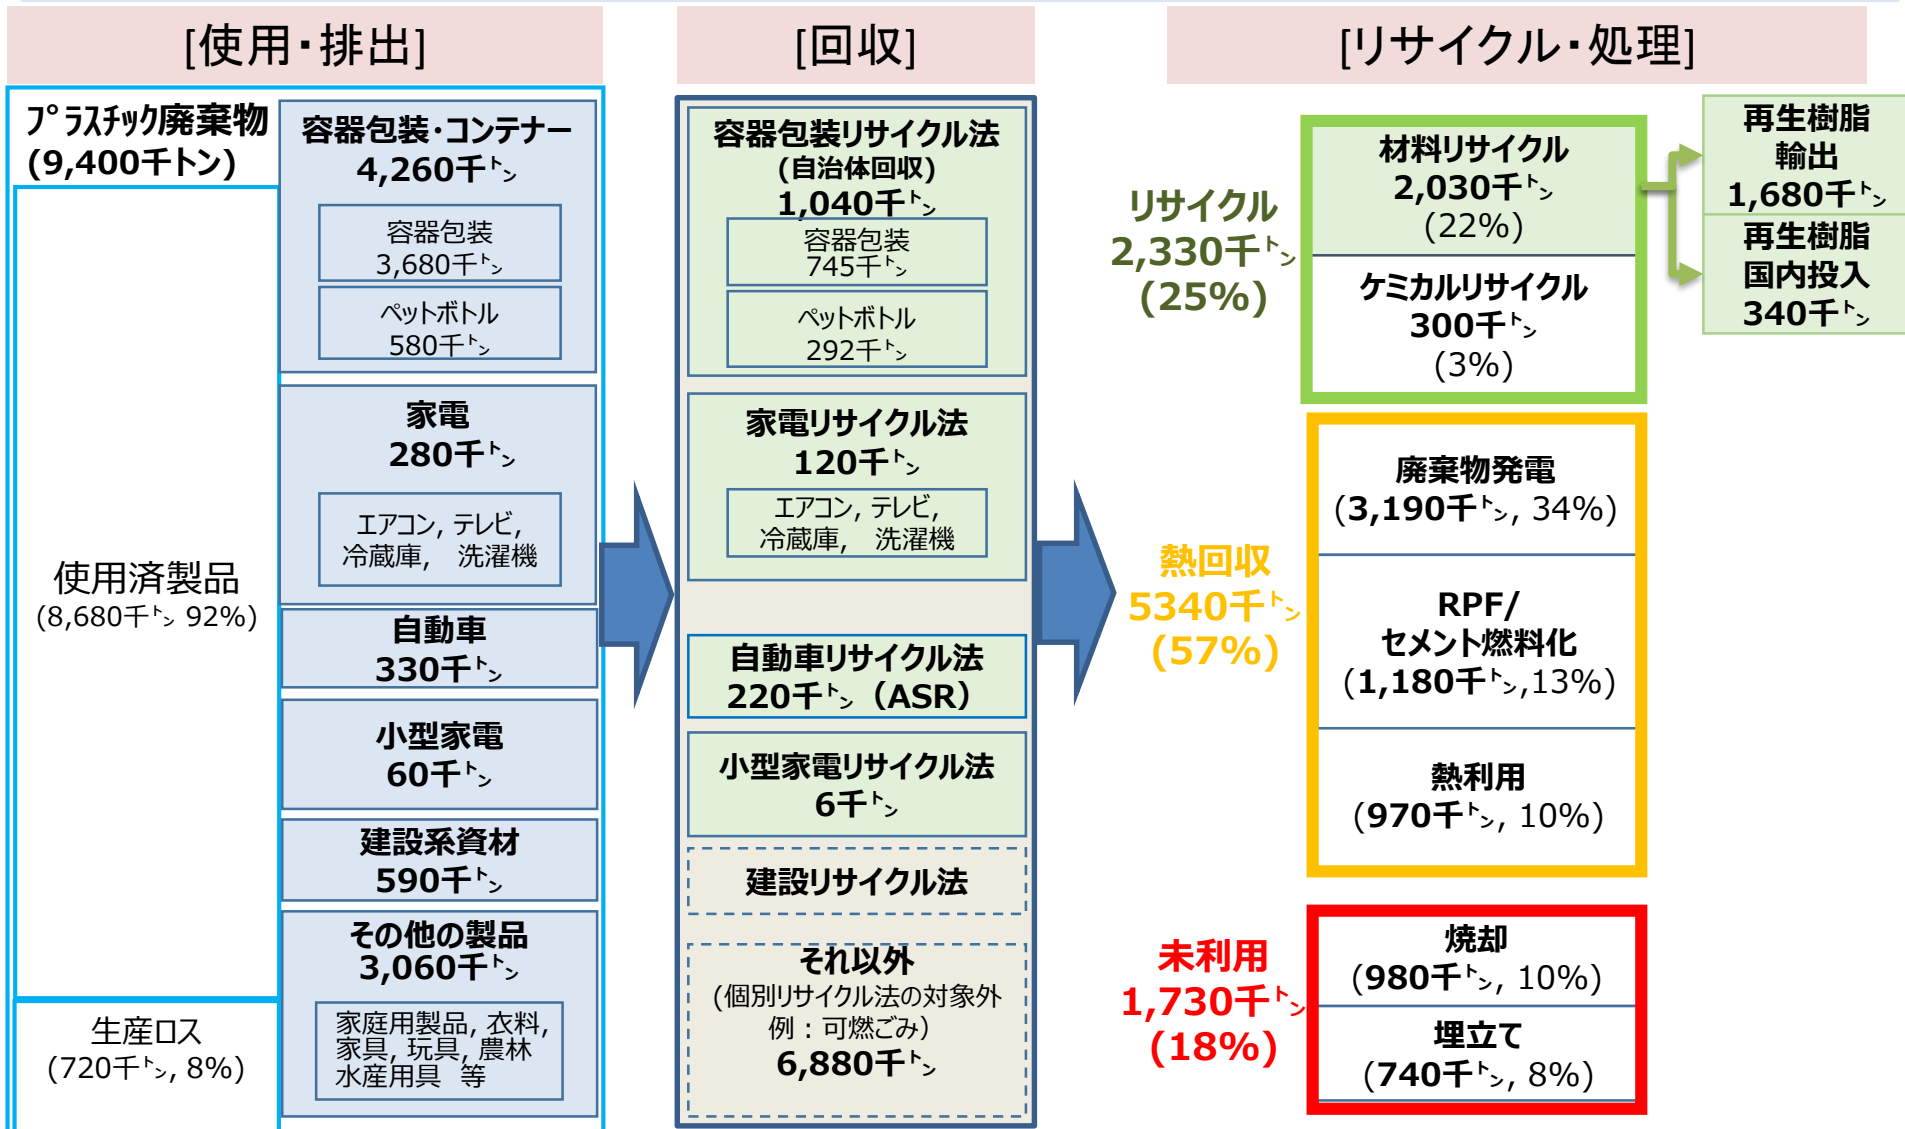 [使用・排出]
プラスチック廃棄物
(9,400千トン)
使用済製品
(8,680千トン 92%)
生産ロス
(720千トン, 8%)
容器包装・コンテナー
4,260千トン
容器包装
3,680千トン
ペットボトル
580千トン
家電
280千トン
エアコン, テレビ,
冷蔵庫, 洗濯機
自動車
330千トン
小型家電
60千トン
建設系資材
590千トン
その他の製品
3,060千トン
家庭用製品, 衣料,
家具, 玩具, 農林
水産用具 等
[回収]
容器包装リサイクル法
(自治体回収)
1,040千トン
容器包装
745千トン
ペットボトル
292千トン
家電リサイクル法
120千トン
エアコン, テレビ,
冷蔵庫, 洗濯機
自動車リサイクル法
220千トン（ASR）
小型家電リサイクル法
6千トン
建設リサイクル法
それ以外
(個別リサイクル法の対象外
例：可燃ごみ)
6,880千トン
[リサイクル・処理]
リサイクル
2,330千トン
(25%)
材料リサイクル
2,030千トン
(22%)
ケミカルリサイクル
300千トン
(3%)
再生樹脂
輸出
1,680千トン
再生樹脂
国内投入
340千トン
熱回収
5340千トン
(57%)
廃棄物発電
(3,190千トン, 34%)
RPF/
セメント燃料化
(1,180千トン,13%)
熱利用
(970千トン, 10%)
未利用
1,730千トン
(18%)
焼却
(980千トン, 10%)
埋立て
(740千トン, 8%)